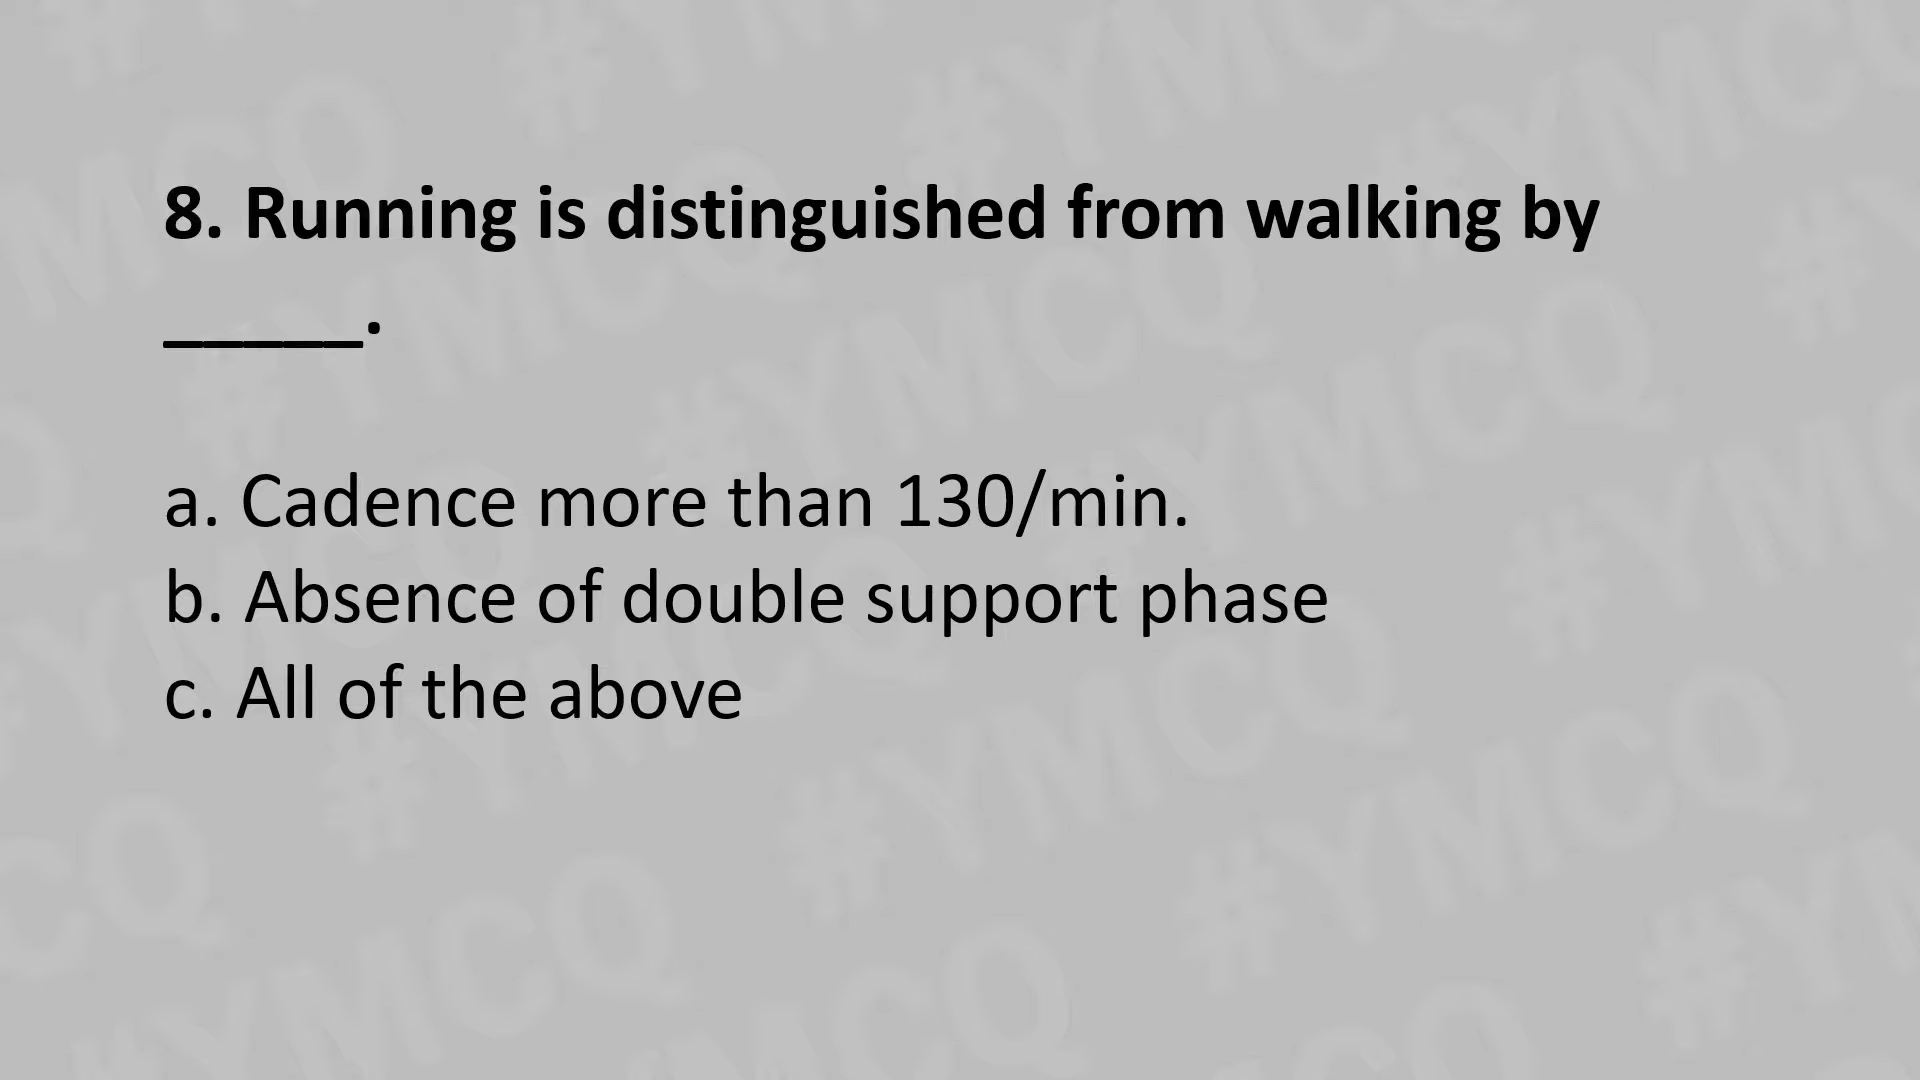 8. Running is distinguished from walking by
_____.
a. Cadence more than 130/min.
b. Absence of double support phase
c. All of the above
#YMCQ